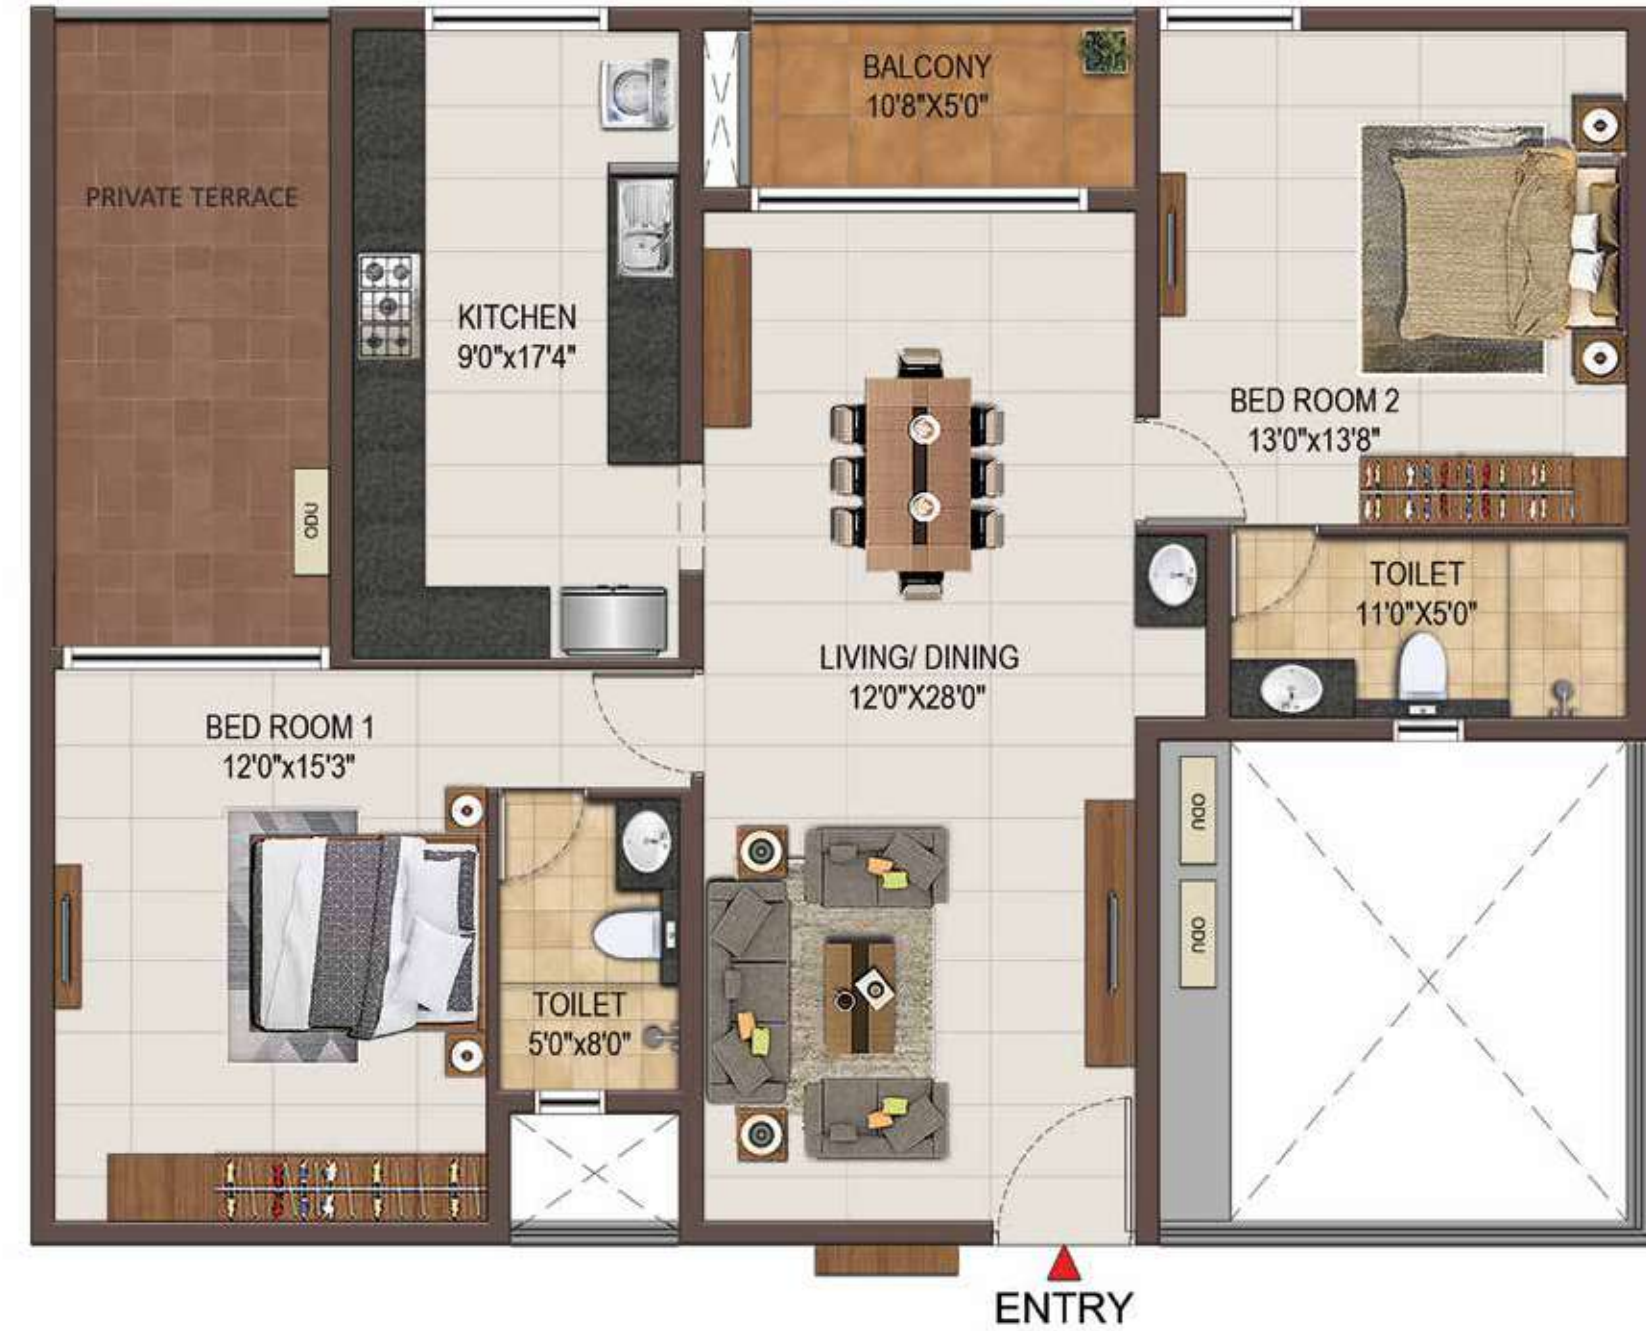 BALCONY
10'8"X5'0"
PRIVATE TERRACE
KITCHEN
9'0"x17'4"
BED ROOM 2
13'0"x13'8"
ODU
TOILET
11'0"X5'0"
LIVING/ DINING
12'0"X28'0"
BED ROOM 1
12'0"x15'3"
ODU
ODU
TOILET
5'0"x8'0"
ENTRY